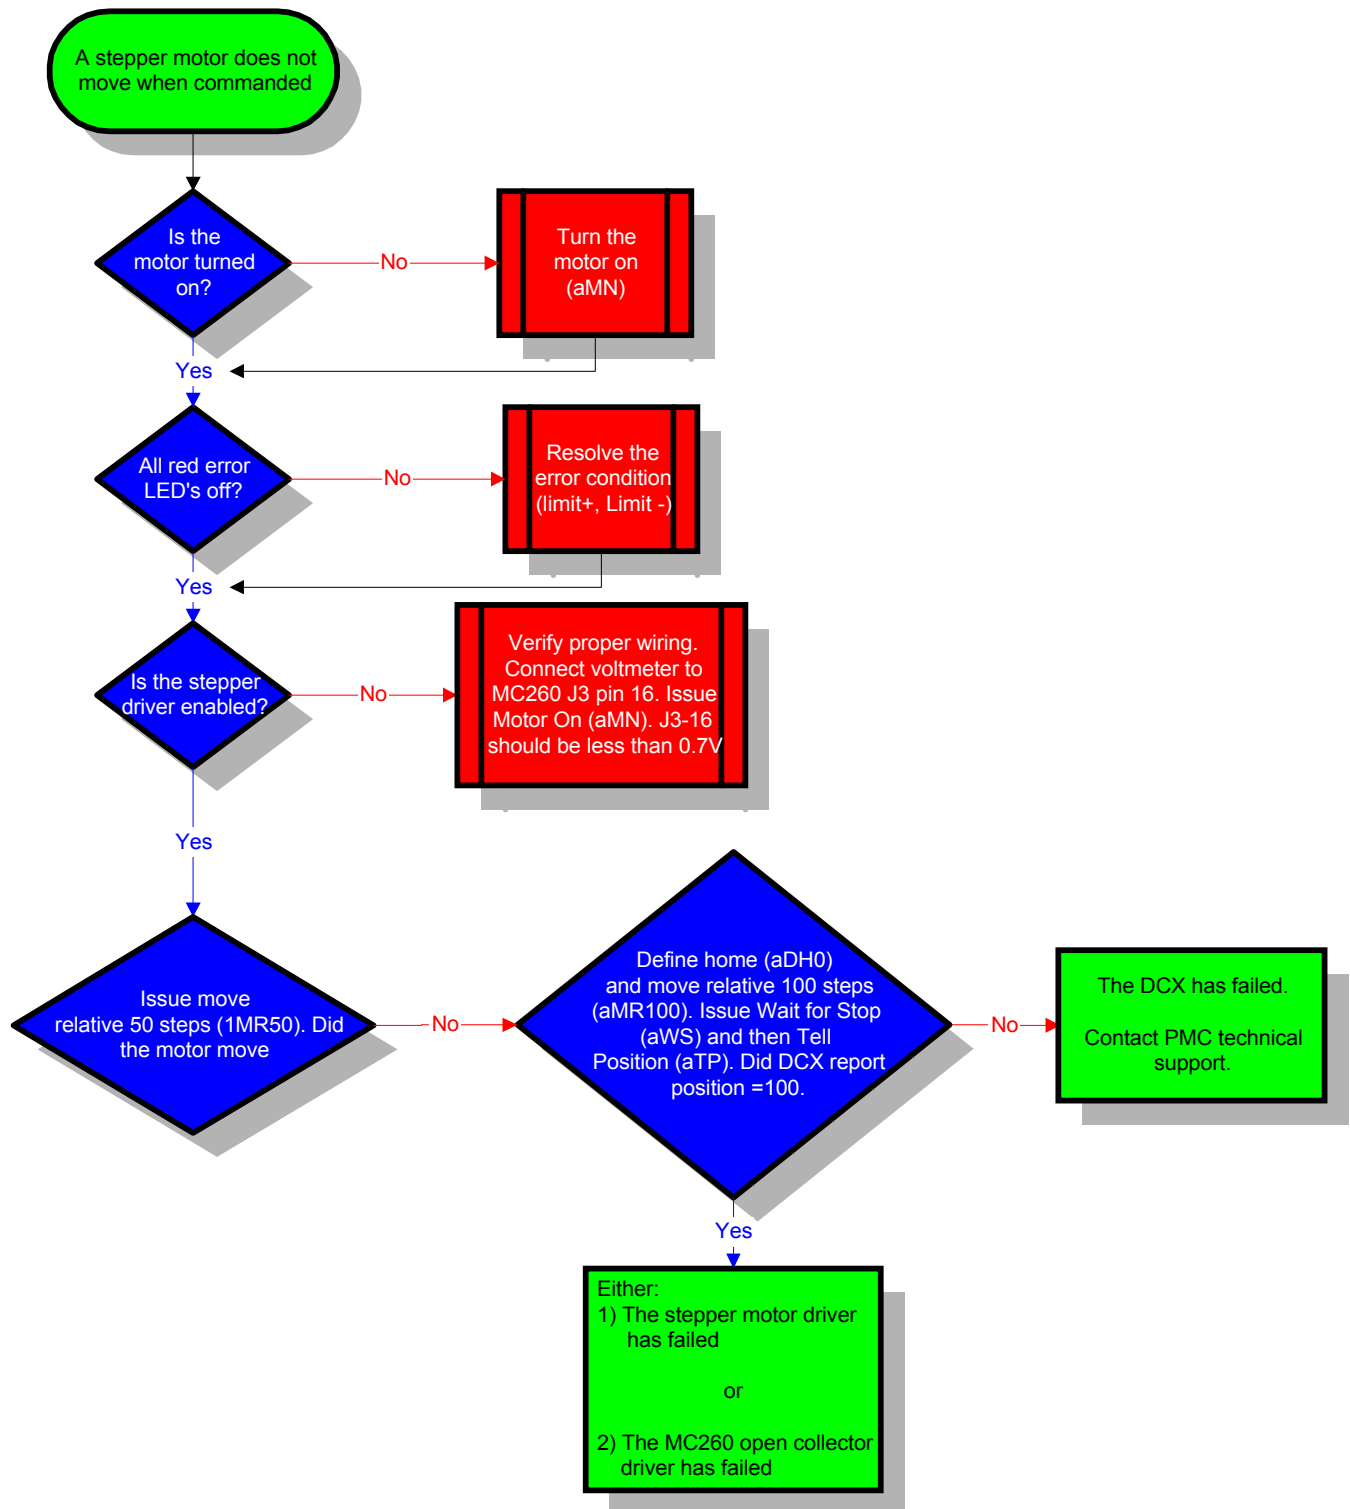 A stepper motor does not
move when commanded
Is the
motor turned
on?
No
Turn the
motor on
(aMN)
Yes
All red error
LED's off?
No
Resolve the
error condition
(limit+, Limit -)
Yes
Is the stepper
driver enabled?
No
Verify proper wiring.
Connect voltmeter to
MC260 J3 pin 16. Issue
Motor On (aMN). J3-16
should be less than 0.7V
Yes
Issue move
relative 50 steps (1MR50). Did
the motor move
No
Define home (aDH0)
and move relative 100 steps
(aMR100). Issue Wait for Stop
(aWS) and then Tell
Position (aTP). Did DCX report
position =100.
No
The DCX has failed.
Contact PMC technical
support.
Yes
Either:
1) The stepper motor driver
has failed
or
2) The MC260 open collector
driver has failed